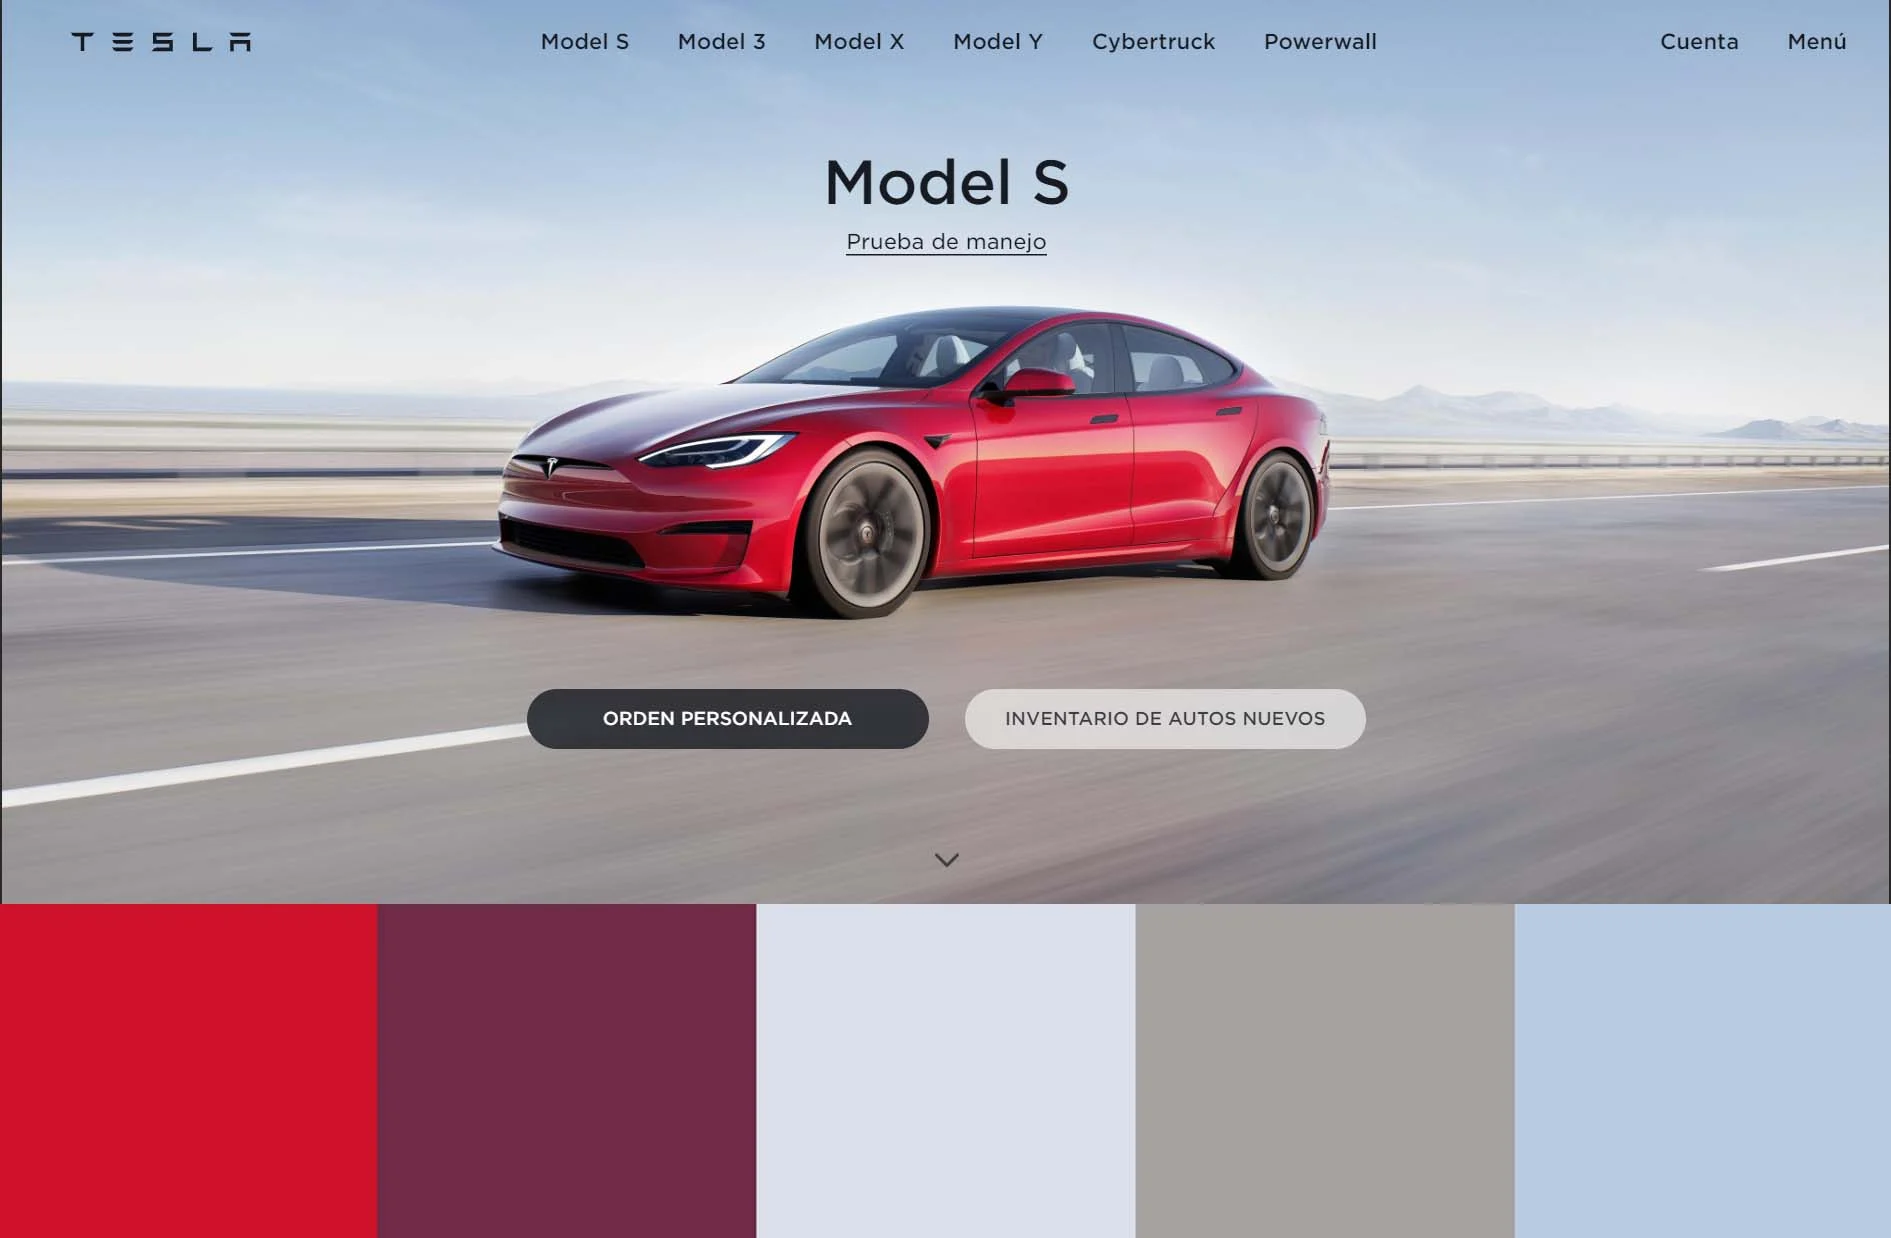 TESLA
Model S Model 3 Model X Model Y Cybertruck Powerwall
Cuenta Menú
Model S
Prueba de manejo
ORDEN PERSONALIZADA
INVENTARIO DE AUTOS NUEVOS